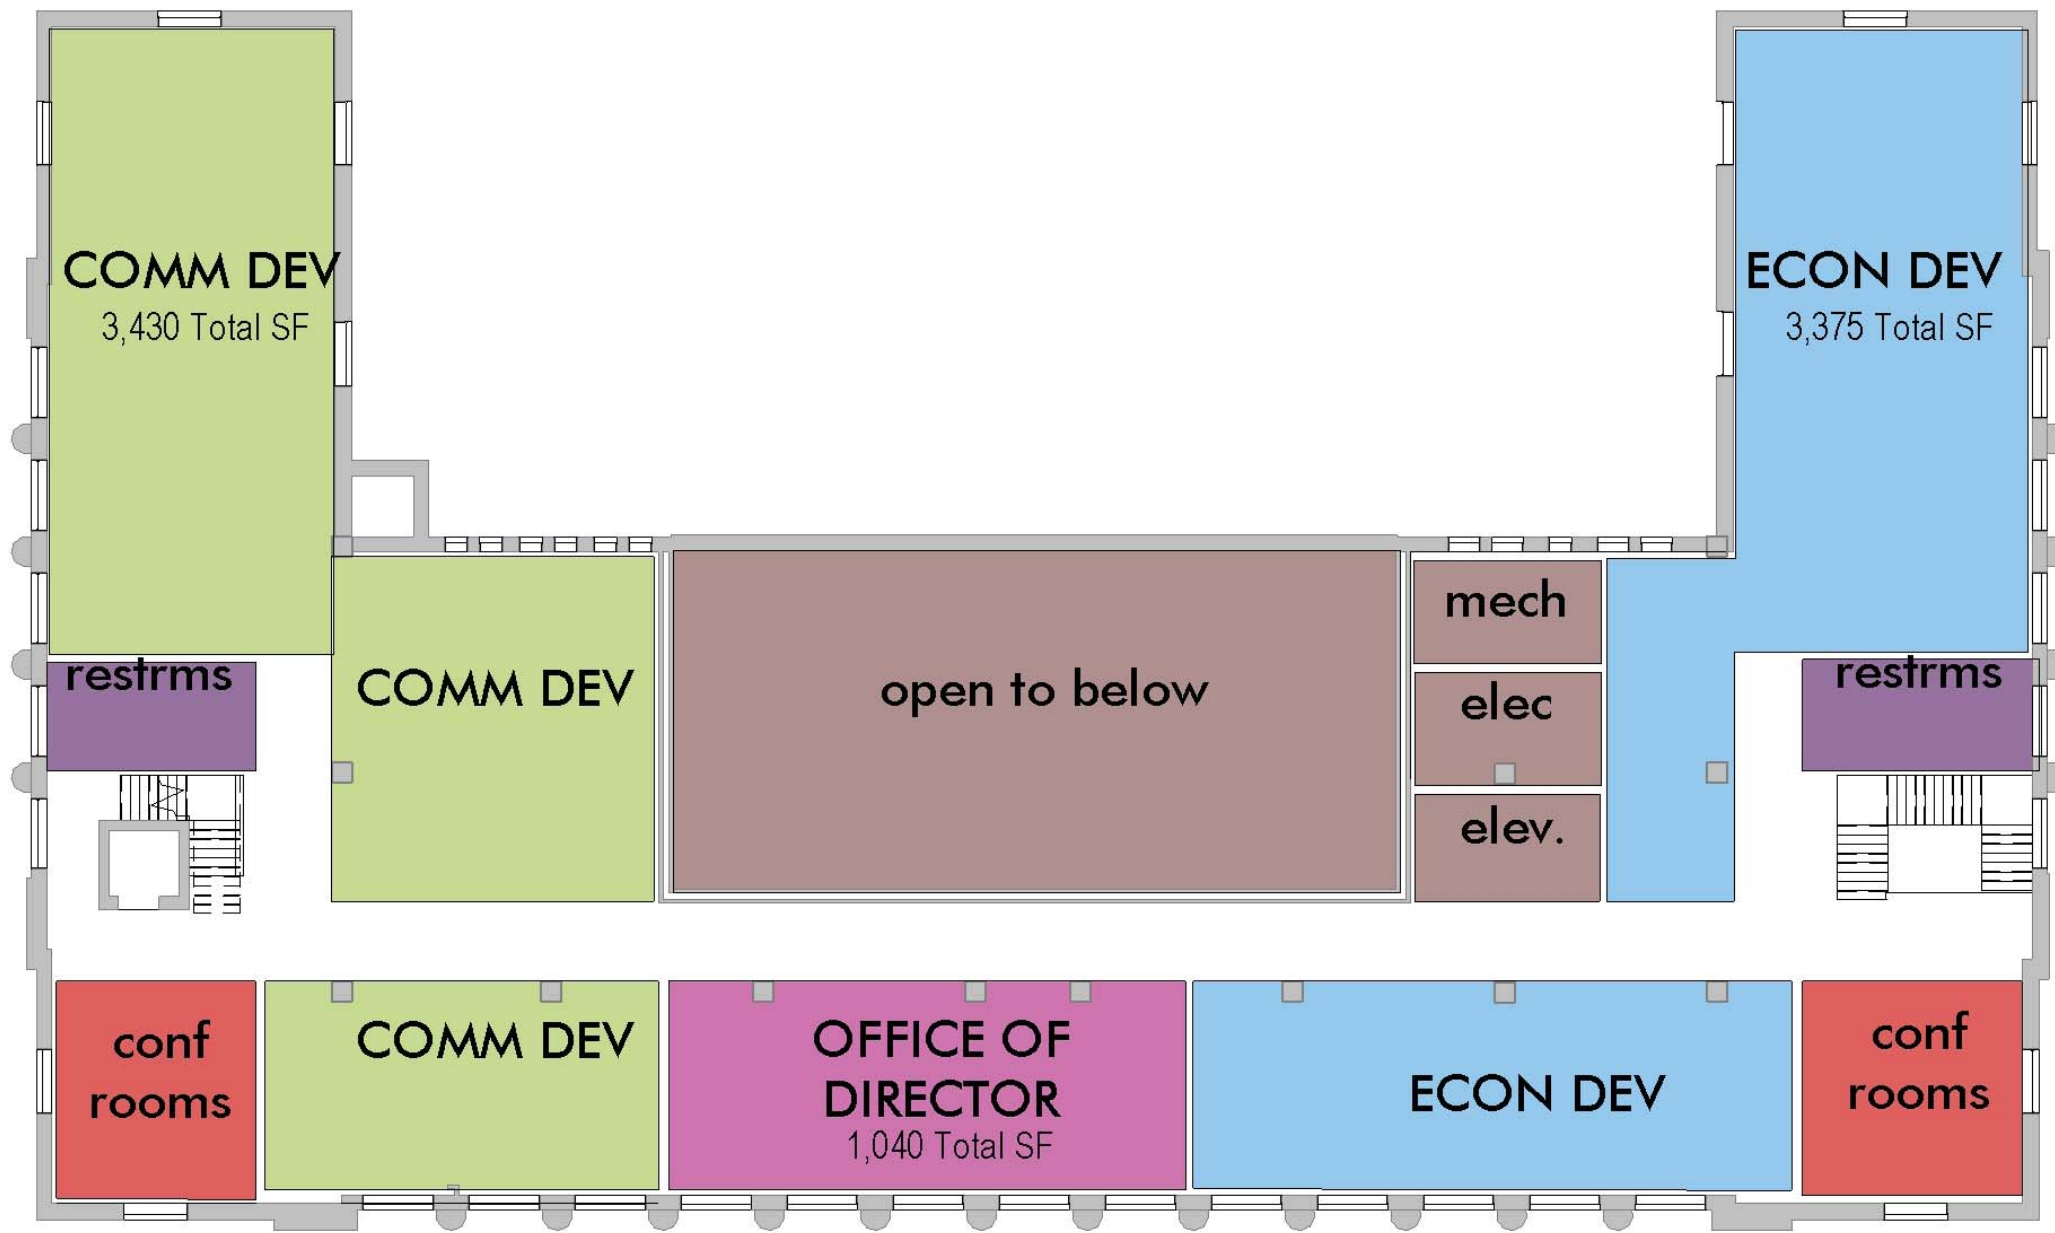 COMM DEV
3,430 Total SF
ECON DEV
3,375 Total SF
mech
restrms
COMM DEV
open to below
elec
restrms
elev.
conf
rooms
COMM DEV
OFFICE OF
DIRECTOR
1,040 Total SF
ECON DEV
conf
rooms